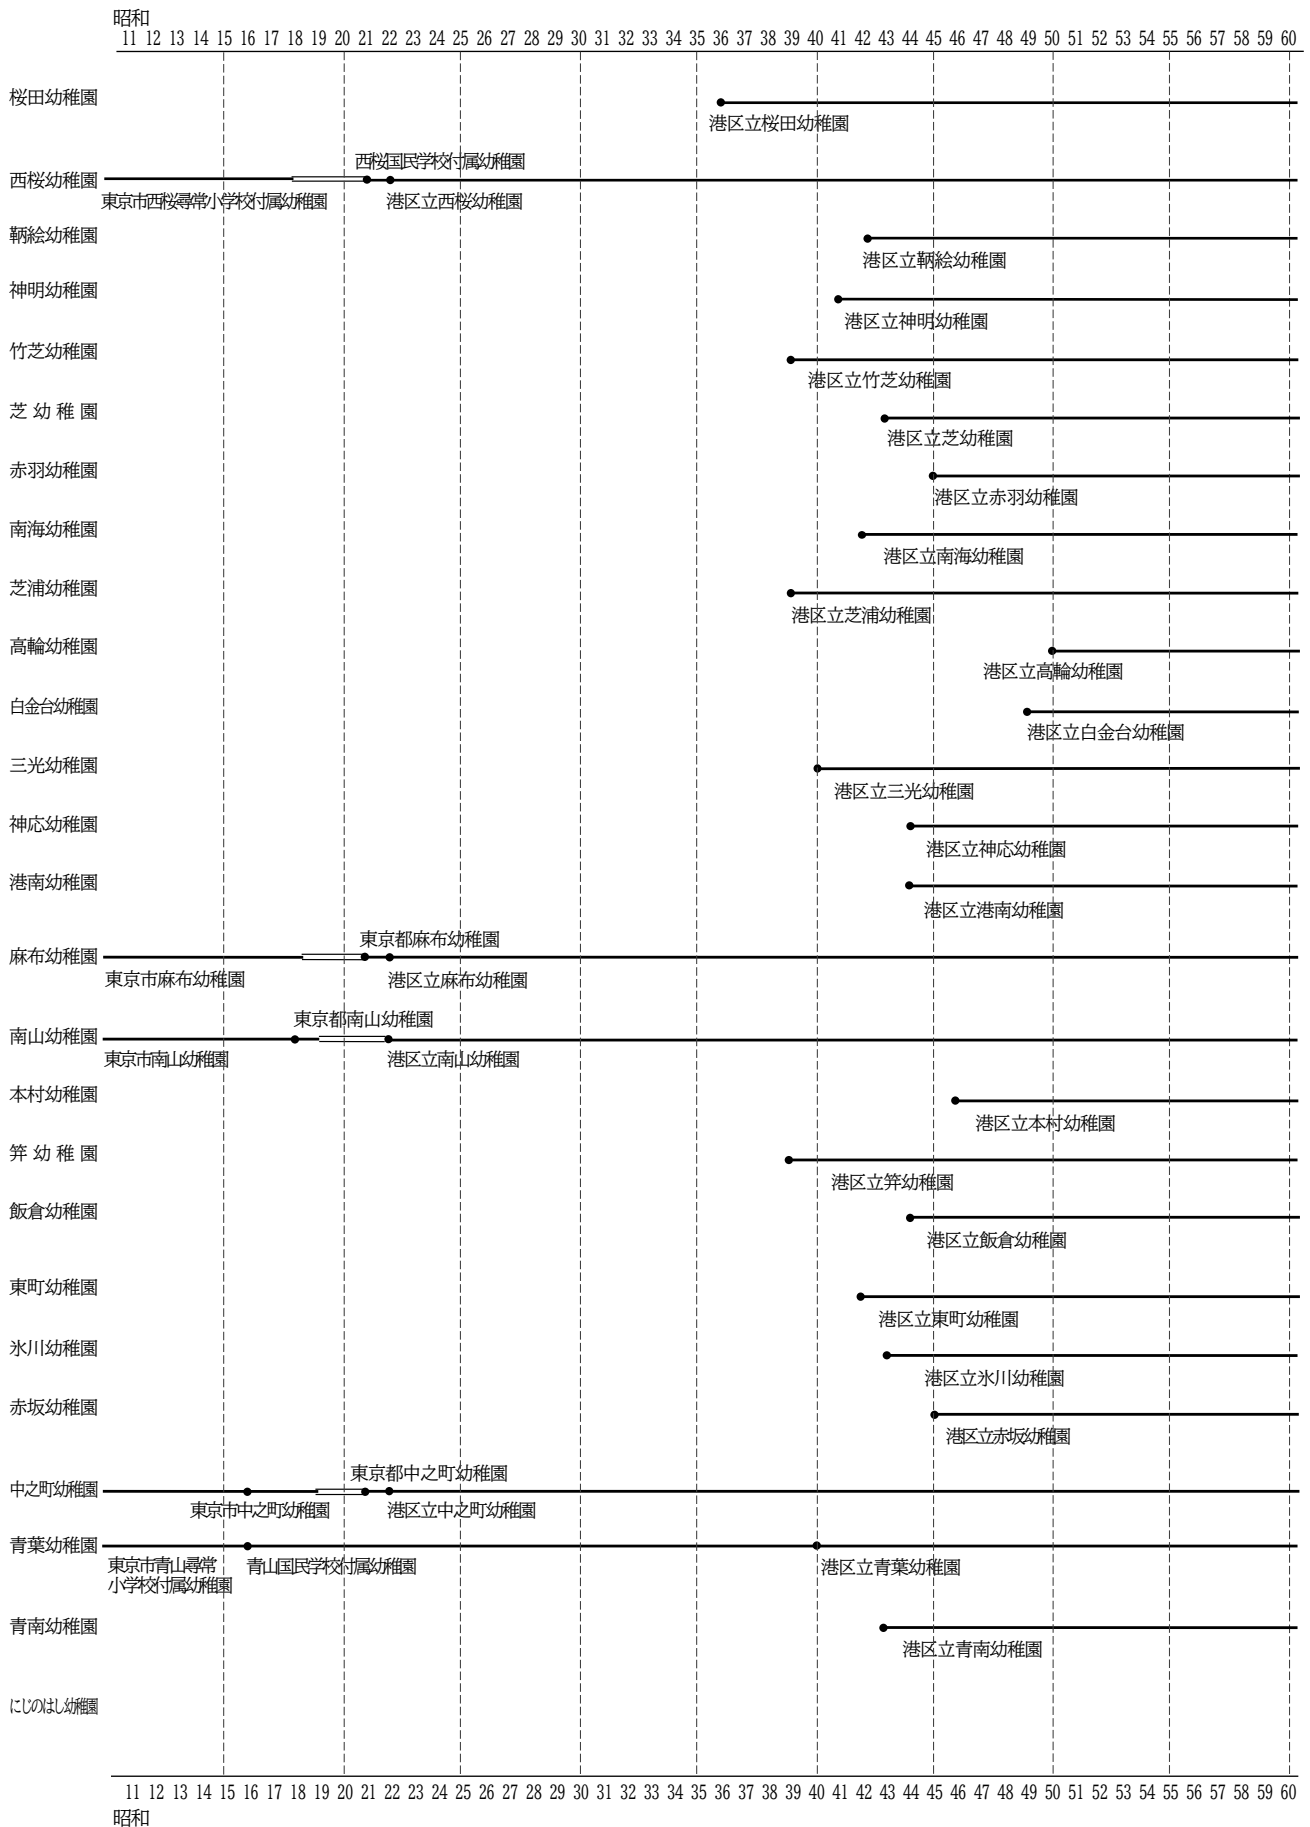 昭和
11 12 13 14 15 16 17 18 19 20 21 22 23 24 25 26 27 28 29 30 31 32 33 34 35 36 37 38 39 40 41 42 43 44 45 46 47 48 49 50 51 52 53 54 55 56 57 58 59 60
桜田幼稚園
港区立桜田幼稚園
西桜国民学校付属幼稚園
西桜幼稚園
東京市西桜尋常小学校付属幼稚園
港区立西桜幼稚園
鞆絵幼稚園
港区立鞆絵幼稚園
神明幼稚園
港区立神明幼稚園
竹芝幼稚園
港区立竹芝幼稚園
芝幼稚園
港区立芝幼稚園
赤羽幼稚園
港区立赤羽幼稚園
南海幼稚園
港区立南海幼稚園
芝浦幼稚園
港区立芝浦幼稚園
高輪幼稚園
港区立高輪幼稚園
白金台幼稚園
港区立白金台幼稚園
三光幼稚園
港区立三光幼稚園
神応幼稚園
港区立神応幼稚園
港南幼稚園
港区立港南幼稚園
東京都麻布幼稚園
麻布幼稚園
東京市麻布幼稚園
港区立麻布幼稚園
東京都南山幼稚園
南山幼稚園
東京市南山幼稚園
港区立南山幼稚園
本村幼稚園
港区立本村幼稚園
笄幼稚園
港区立笄幼稚園
飯倉幼稚園
港区立飯倉幼稚園
東町幼稚園
港区立東町幼稚園
氷川幼稚園
港区立氷川幼稚園
赤坂幼稚園
港区立赤坂幼稚園
東京都中之町幼稚園
中之町幼稚園
東京市中之町幼稚園
港区立中之町幼稚園
青葉幼稚園
東京市青山尋常
小学校付属幼稚園
青山国民学校付属幼稚園
港区立青葉幼稚園
青南幼稚園
港区立青南幼稚園
にじのはし幼稚園
11 12 13 14 15 16 17 18 19 20 21 22 23 24 25 26 27 28 29 30 31 32 33 34 35 36 37 38 39 40 41 42 43 44 45 46 47 48 49 50 51 52 53 54 55 56 57 58 59 60
昭和